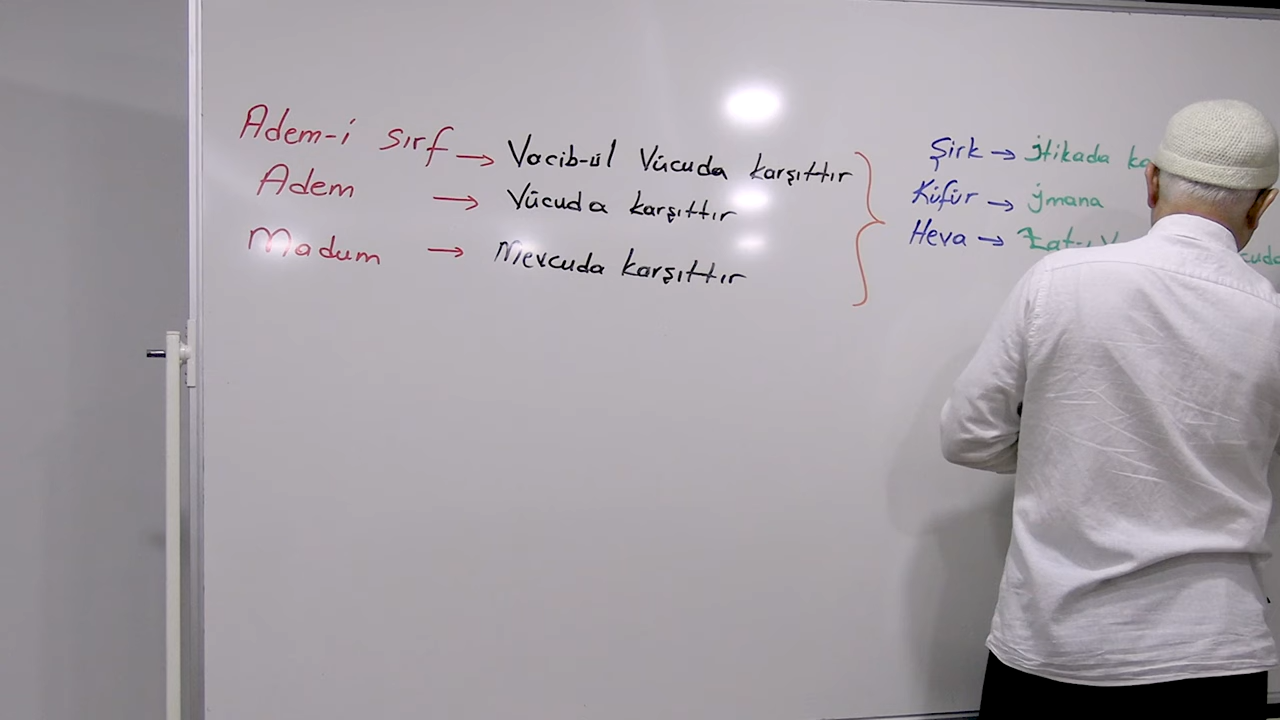 Adem-i sırf → Vacib-ül Vücuda karşıttır
Adem → Vücuda karşıttır
Madum → Mevcuda karşıttır
Şirk → İtikada
Küfür → İmana
Heva →